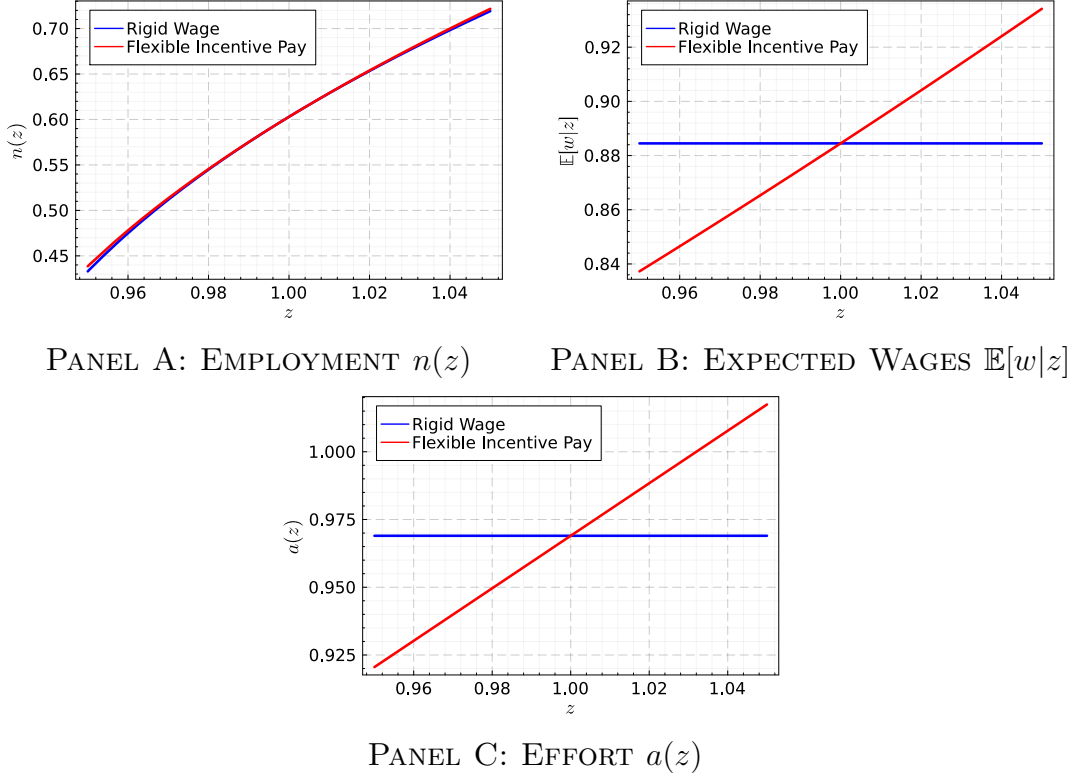 Rigid Wage
Flexible Incentive Pay
n(z)
0.70
0.65
0.60
0.55
0.50
0.45
0.96
0.98
1.00
1.02
1.04
z
PANEL A: EMPLOYMENT n(z)
Rigid Wage
Flexible Incentive Pay
𝔼[w|z]
0.92
0.90
0.88
0.86
0.84
0.96
0.98
1.00
1.02
1.04
z
PANEL B: EXPECTED WAGES 𝔼[w|z]
Rigid Wage
Flexible Incentive Pay
a(z)
1.000
0.975
0.950
0.925
0.96
0.98
1.00
1.02
1.04
z
PANEL C: EFFORT a(z)